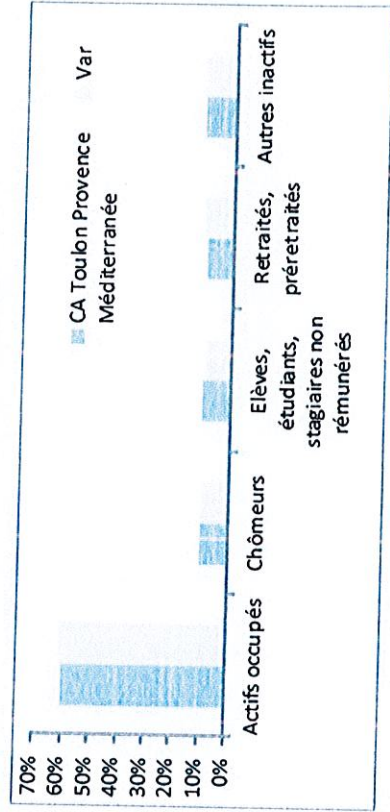 70%
60%
50%
40%
30%
20%
10%
0%
CA Toulon Provence
Méditerranée
Var
Actifs occupés
Chômeurs
Elèves,
étudiants,
stagiaires non
rémunérés
Retraités,
préretraités
Autres inactifs